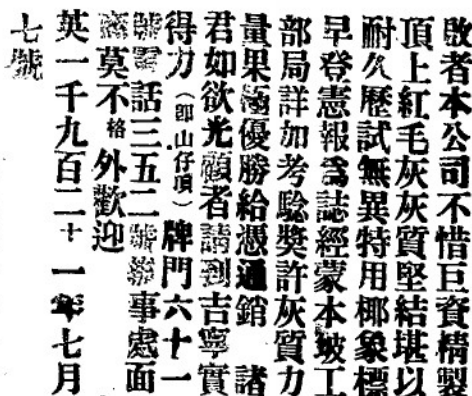 啟者本公司不惜巨資精製
頂上紅毛灰灰質堅結堪以
耐久歷試無異特用椰象標
早登憲報為誌經蒙本坡工
部局詳加考驗獎許灰質力
量果極優勝給憑通銷 諸
君如欲光顧者請到吉寧實
得力(即山仔頂)牌門六十一
號電話三五二號辦事處面
商莫不格外歡迎
英一千九百二十一年七月
七號